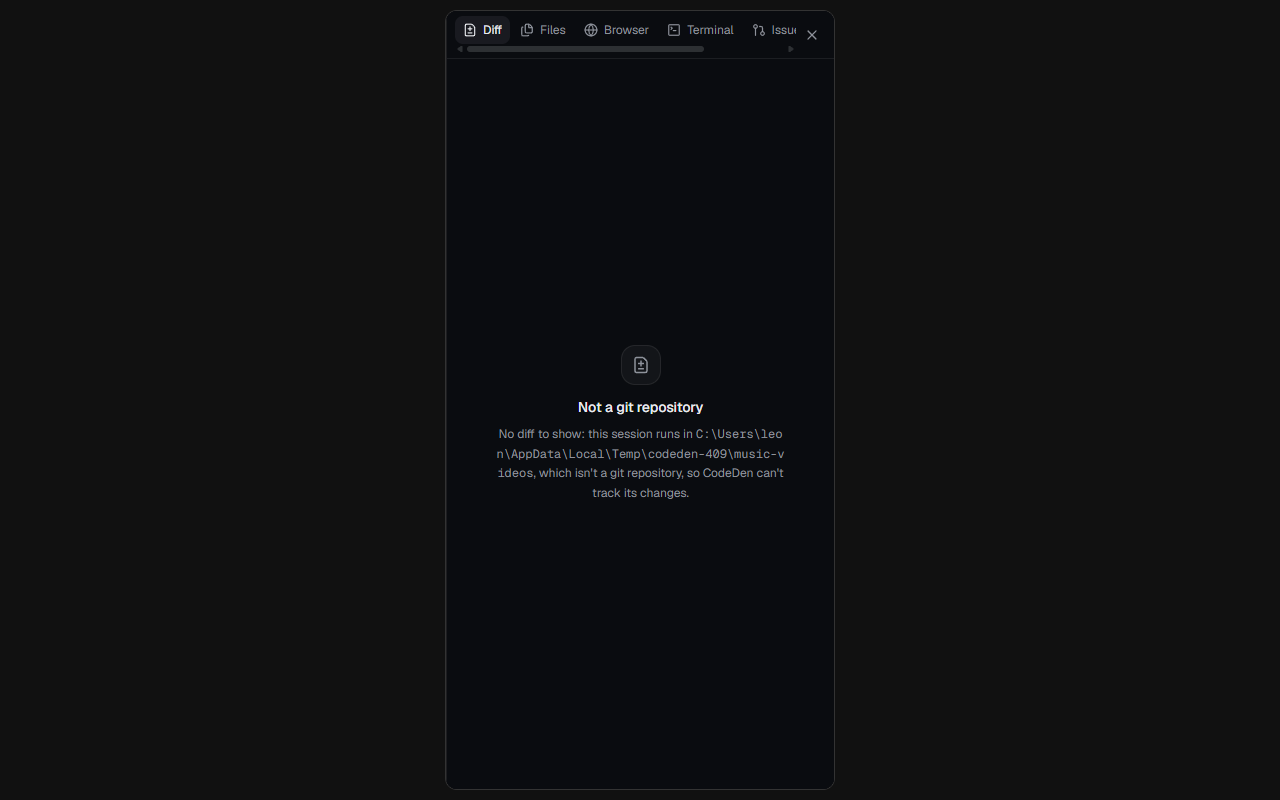 Diff Files Browser Terminal Issue
Not a git repository
No diff to show: this session runs in C:\Users\leo
n\AppData\Local\Temp\codeden-409\music-v
ideos, which isn't a git repository, so CodeDen can't
track its changes.